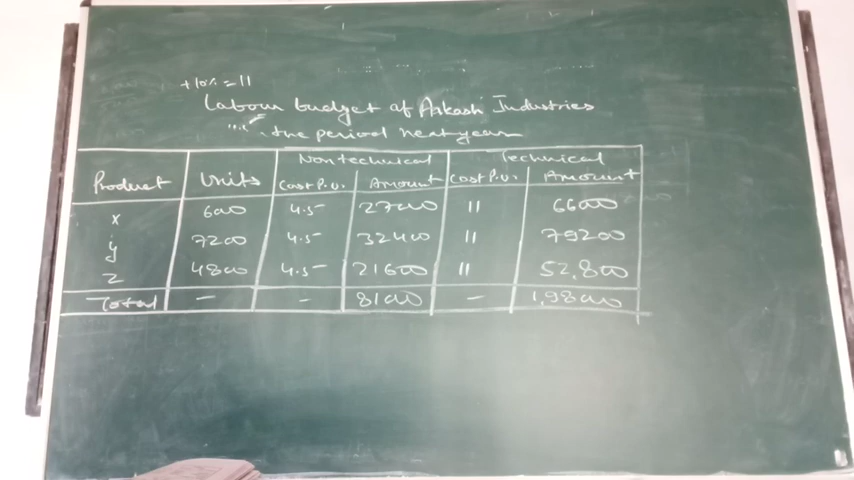 +10% = 11
Labour budget of Aakash Industries
the period next year
Product Units Non technical Technical
Cost P.U. Amount Cost P.U. Amount
x 6000 4.5 27000 11 66000
y 7200 4.5 32400 11 79200
z 4800 4.5 21600 11 52,800
Total - - 81000 - 1,98000